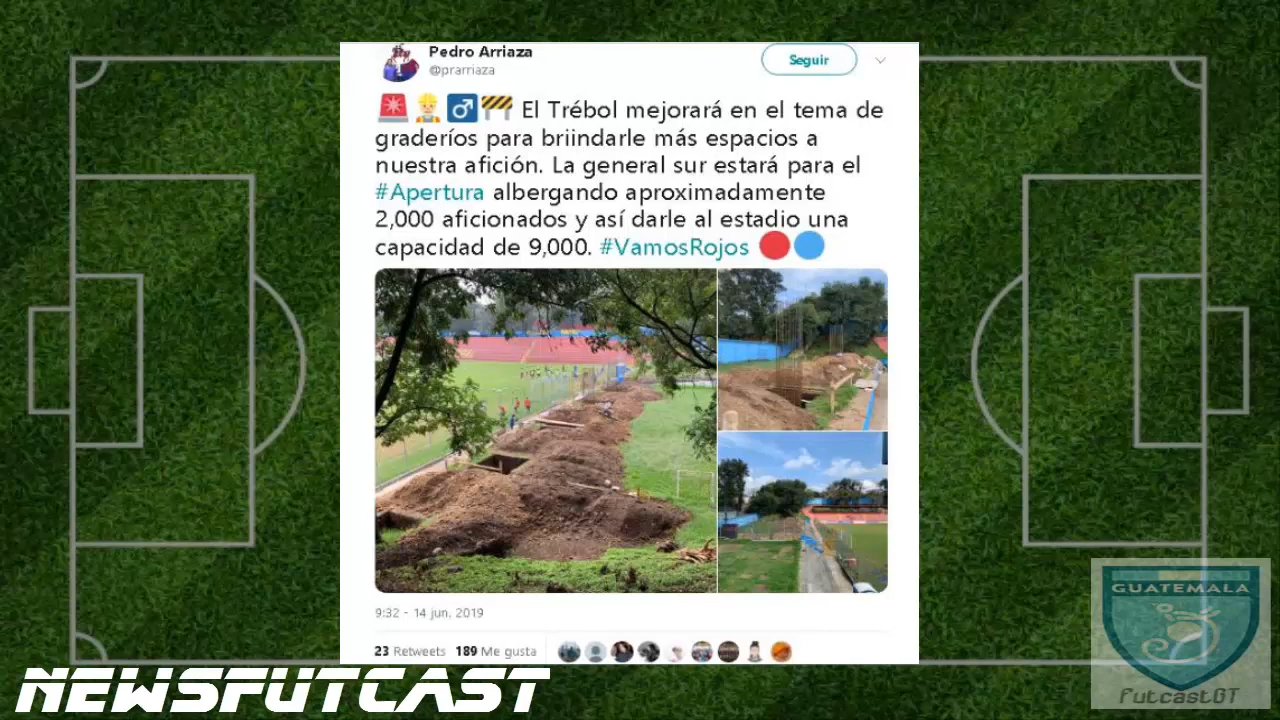 Pedro Arriaza
@prarriaza
Seguir
El Trébol mejorará en el tema de
graderíos para briindarle más espacios a
nuestra afición. La general sur estará para el
#Apertura albergando aproximadamente
2,000 aficionados y así darle al estadio una
capacidad de 9,000. #VamosRojos
9:32 - 14 jun. 2019
23 Retweets 189 Me gusta
GUATEMALA
FutcastGT
NEWSFUTCAST